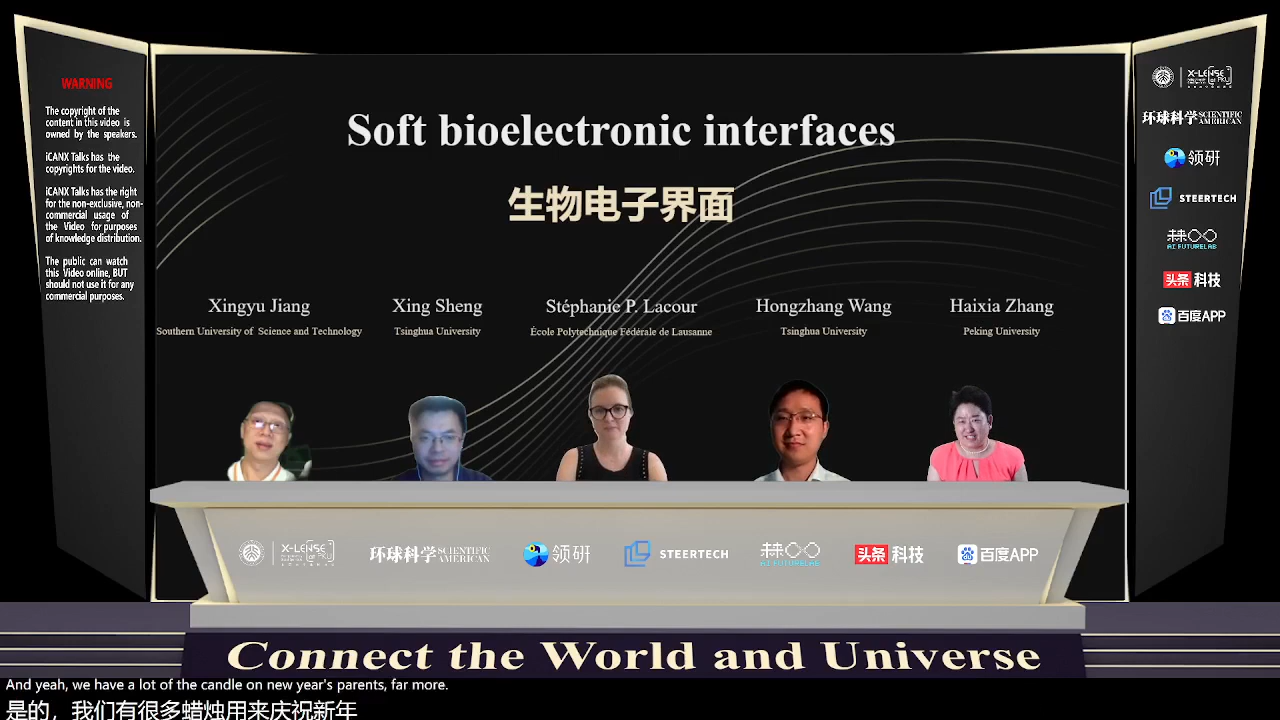 WARNING
The copyright of the
content in this video is
owned by the speakers.
iCANX Talks has the
copyrights for the video.
iCANX Talks has the right
for the non-exclusive, non-
commercial usage of
the Video for purposes
of knowledge distribution.
The public can watch
this Video online, BUT
should not use it for any
commercial purposes.
Soft bioelectronic interfaces
生物电子界面
Xingyu Jiang
Southern University of Science and Technology
Xing Sheng
Tsinghua University
Stéphanie P. Lacour
École Polytechnique Fédérale de Lausanne
Hongzhang Wang
Tsinghua University
Haixia Zhang
Peking University
X-LENSE
环球科学 SCIENTIFIC AMERICAN
领研
STEERTECH
AI FUTURELAB
头条 科技
百度APP
X-LENSE
环球科学 SCIENTIFIC AMERICAN
领研
STEERTECH
AI FUTURELAB
头条 科技
百度APP
Connect the World and Universe
And yeah, we have a lot of the candle on new year's parents, far more.
是的，我们有很多蜡烛用来庆祝新年